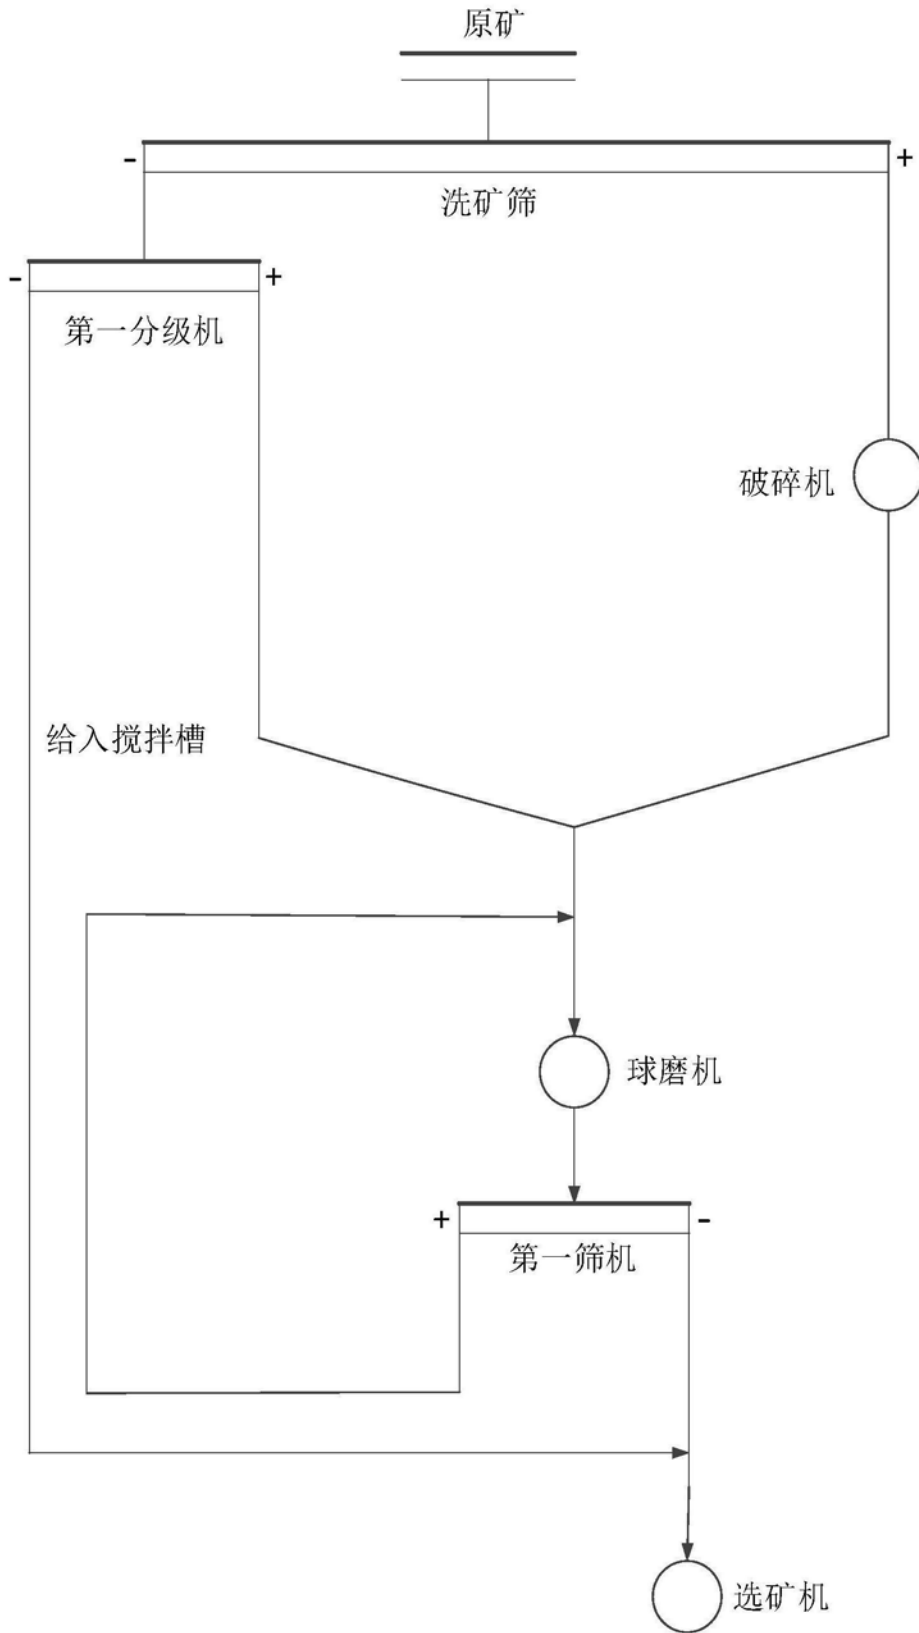 原矿
- +
洗矿筛
- +
第一分级机
破碎机
给入搅拌槽
球磨机
+ -
第一筛机
选矿机